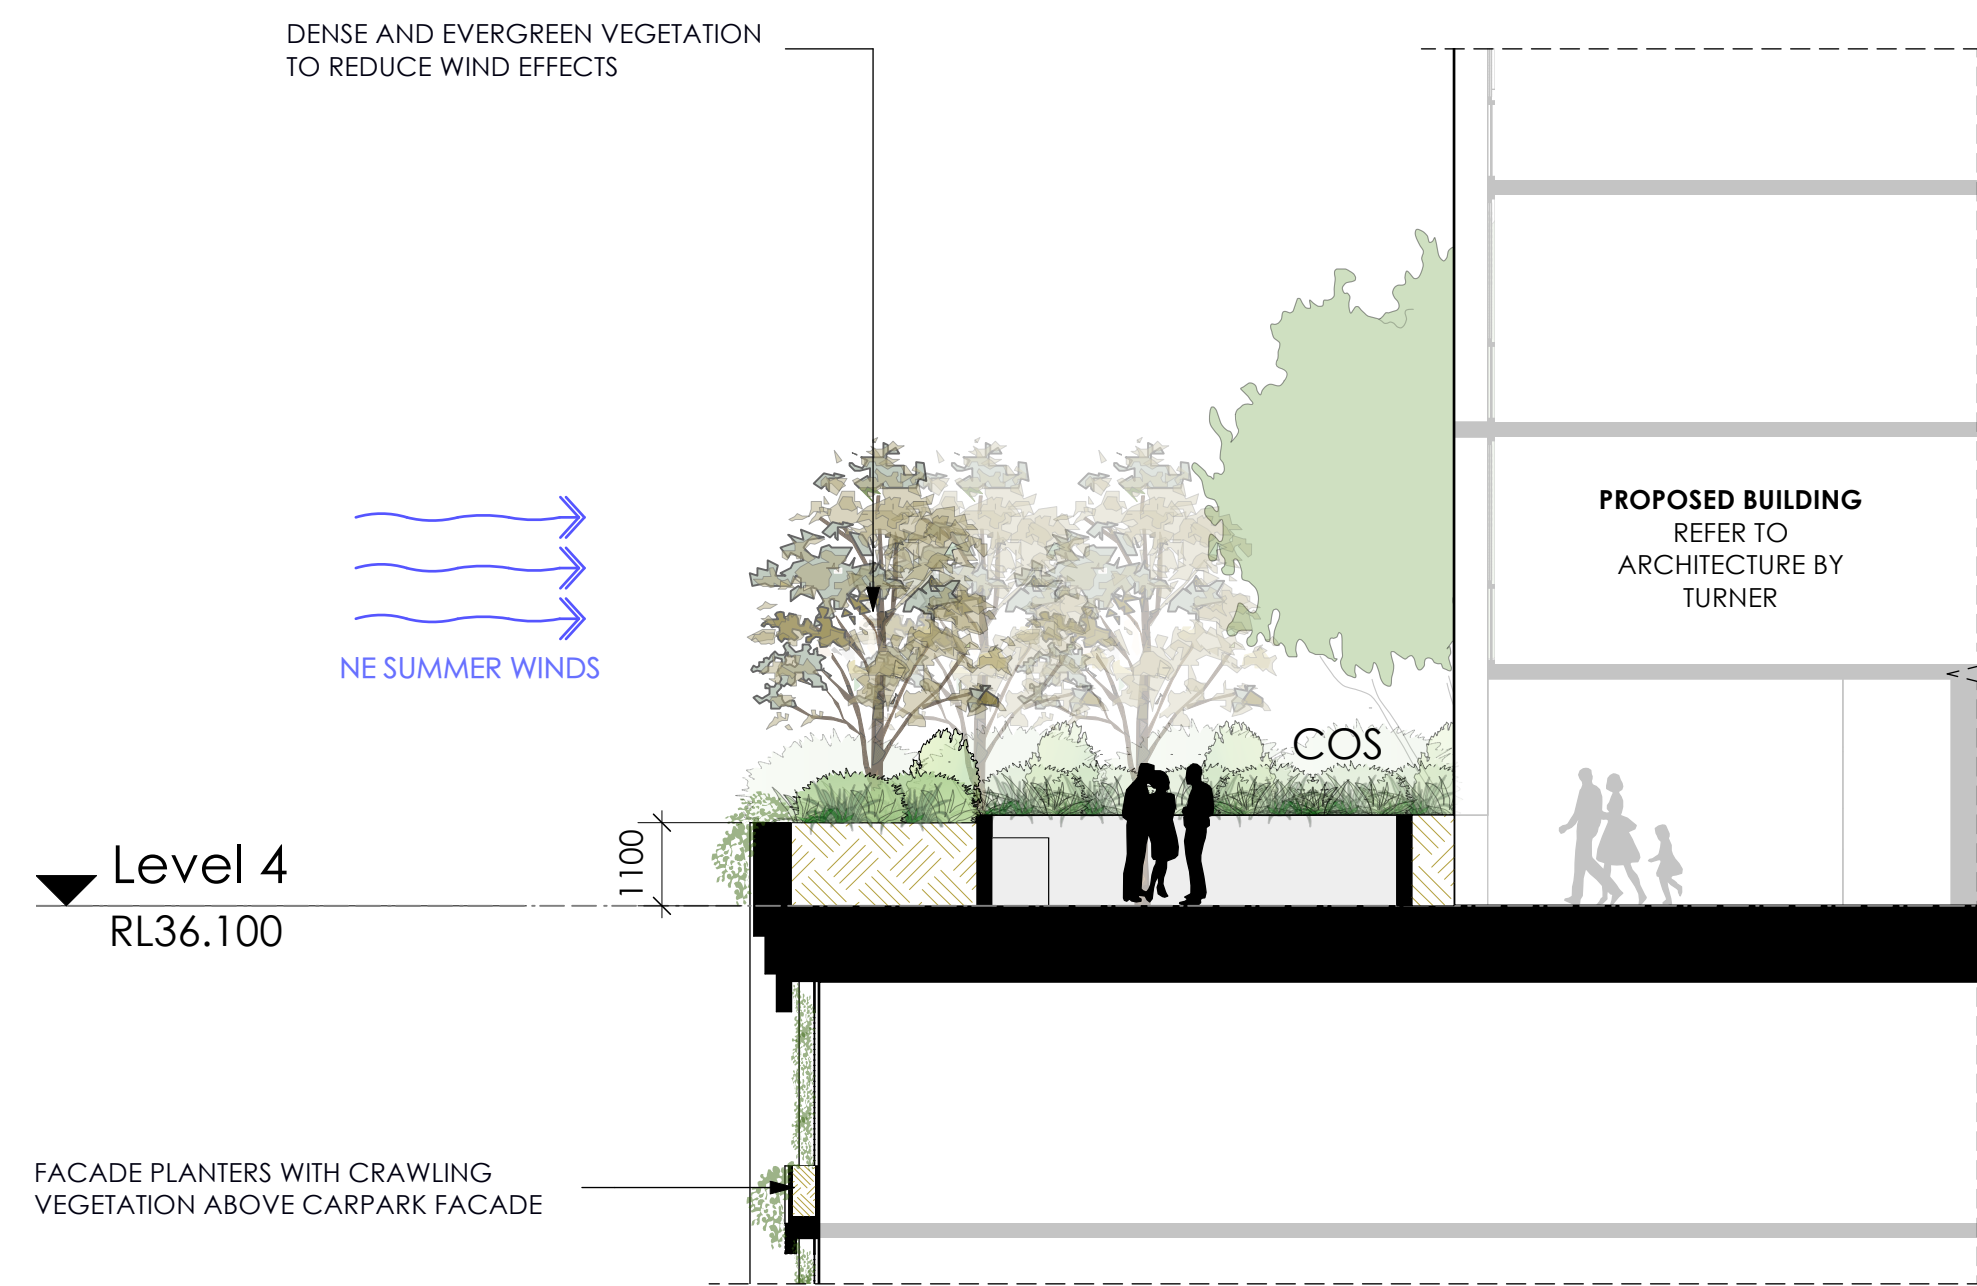 DENSE AND EVERGREEN VEGETATION
TO REDUCE WIND EFFECTS
PROPOSED BUILDING
REFER TO
ARCHITECTURE BY
TURNER
NE SUMMER WINDS
COS
1100
Level 4
RL36.100
FACADE PLANTERS WITH CRAWLING
VEGETATION ABOVE CARPARK FACADE